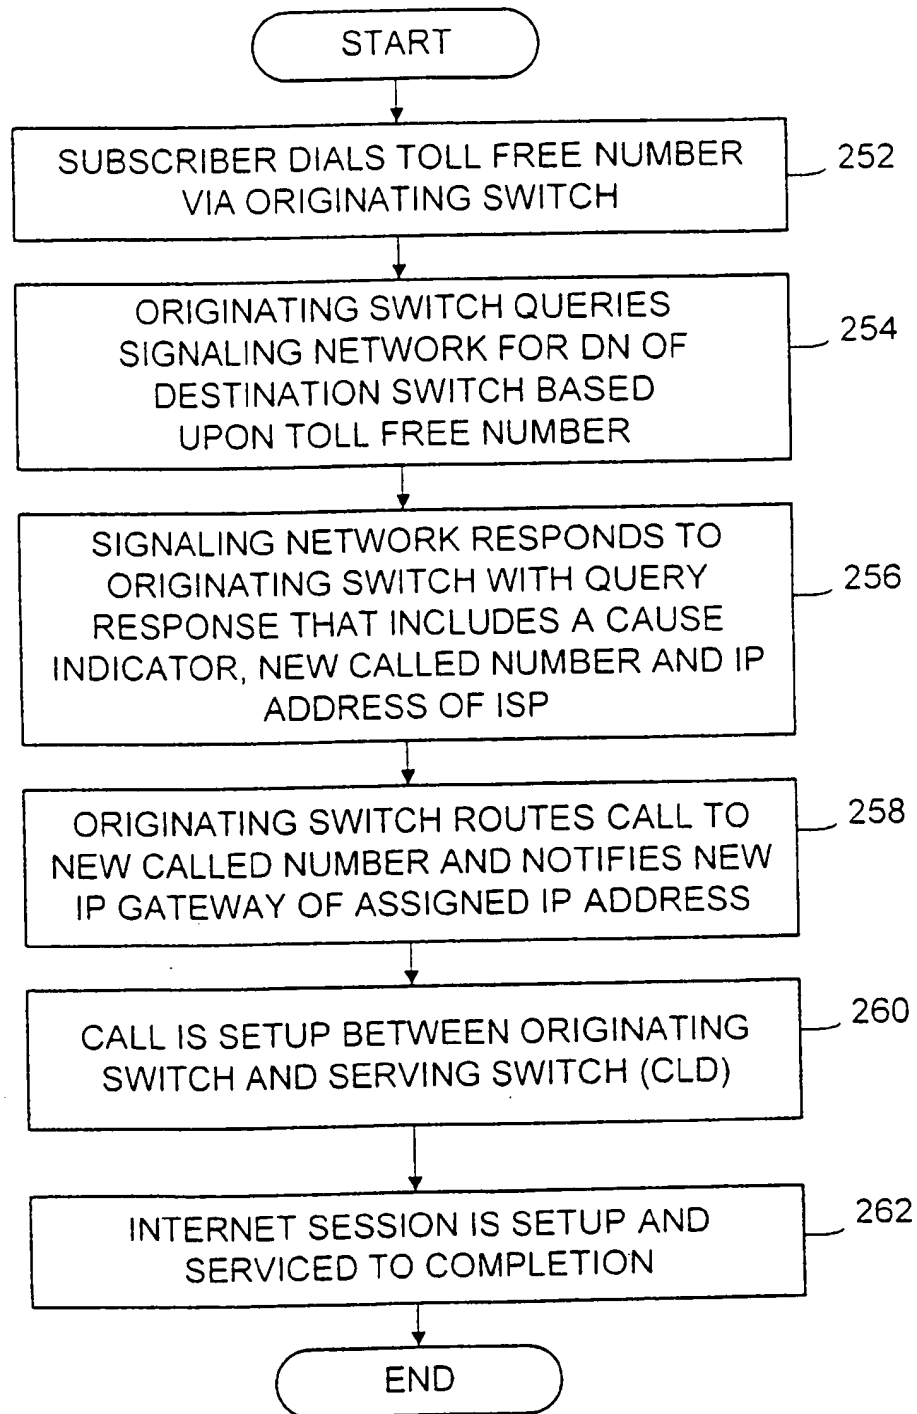 START
SUBSCRIBER DIALS TOLL FREE NUMBER
VIA ORIGINATING SWITCH
252
ORIGINATING SWITCH QUERIES
SIGNALING NETWORK FOR DN OF
DESTINATION SWITCH BASED
UPON TOLL FREE NUMBER
254
SIGNALING NETWORK RESPONDS TO
ORIGINATING SWITCH WITH QUERY
RESPONSE THAT INCLUDES A CAUSE
INDICATOR, NEW CALLED NUMBER AND IP
ADDRESS OF ISP
256
ORIGINATING SWITCH ROUTES CALL TO
NEW CALLED NUMBER AND NOTIFIES NEW
IP GATEWAY OF ASSIGNED IP ADDRESS
258
CALL IS SETUP BETWEEN ORIGINATING
SWITCH AND SERVING SWITCH (CLD)
260
INTERNET SESSION IS SETUP AND
SERVICED TO COMPLETION
262
END